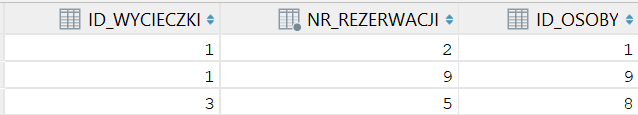 ID_WYCIECZKI NR_REZERWACJI ID_OSOBY
1 2 1
1 9 9
3 5 8